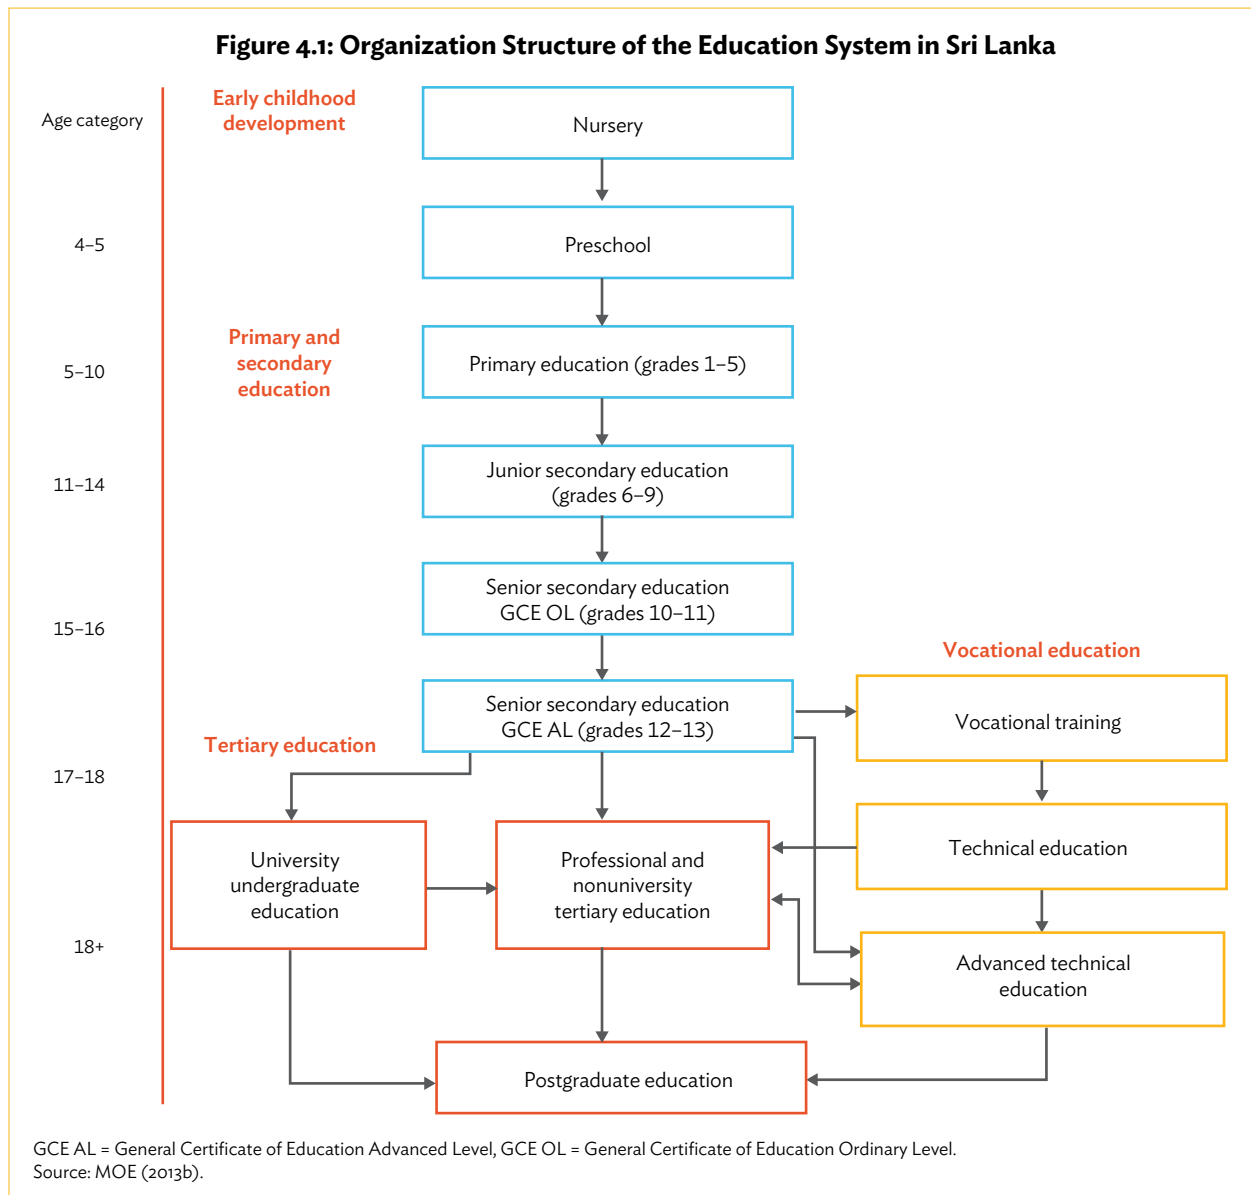 Figure 4.1: Organization Structure of the Education System in Sri Lanka
Age category
Early childhood
development
Nursery
4–5
Preschool
Primary and
secondary
education
5–10
Primary education (grades 1–5)
11–14
Junior secondary education
(grades 6–9)
Senior secondary education
GCE OL (grades 10–11)
15–16
Vocational education
Senior secondary education
GCE AL (grades 12–13)
Vocational training
Tertiary education
17–18
University
undergraduate
education
Professional and
nonuniversity
tertiary education
Technical education
18+
Advanced technical
education
Postgraduate education
GCE AL = General Certificate of Education Advanced Level, GCE OL = General Certificate of Education Ordinary Level.
Source: MOE (2013b).